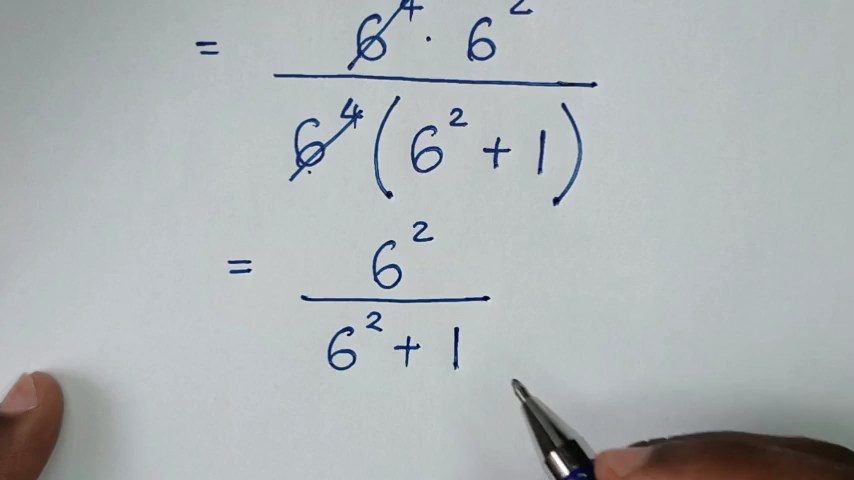 = 6⁴ · 6²
6⁴ (6² + 1)
= 6²
6² + 1